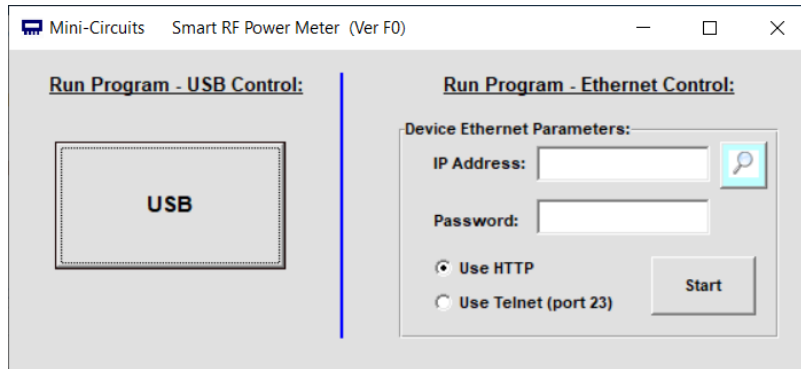 Mini-Circuits Smart RF Power Meter (Ver F0)
Run Program - USB Control:
USB
Run Program - Ethernet Control:
Device Ethernet Parameters:
IP Address:
Password:
Use HTTP
Use Telnet (port 23)
Start